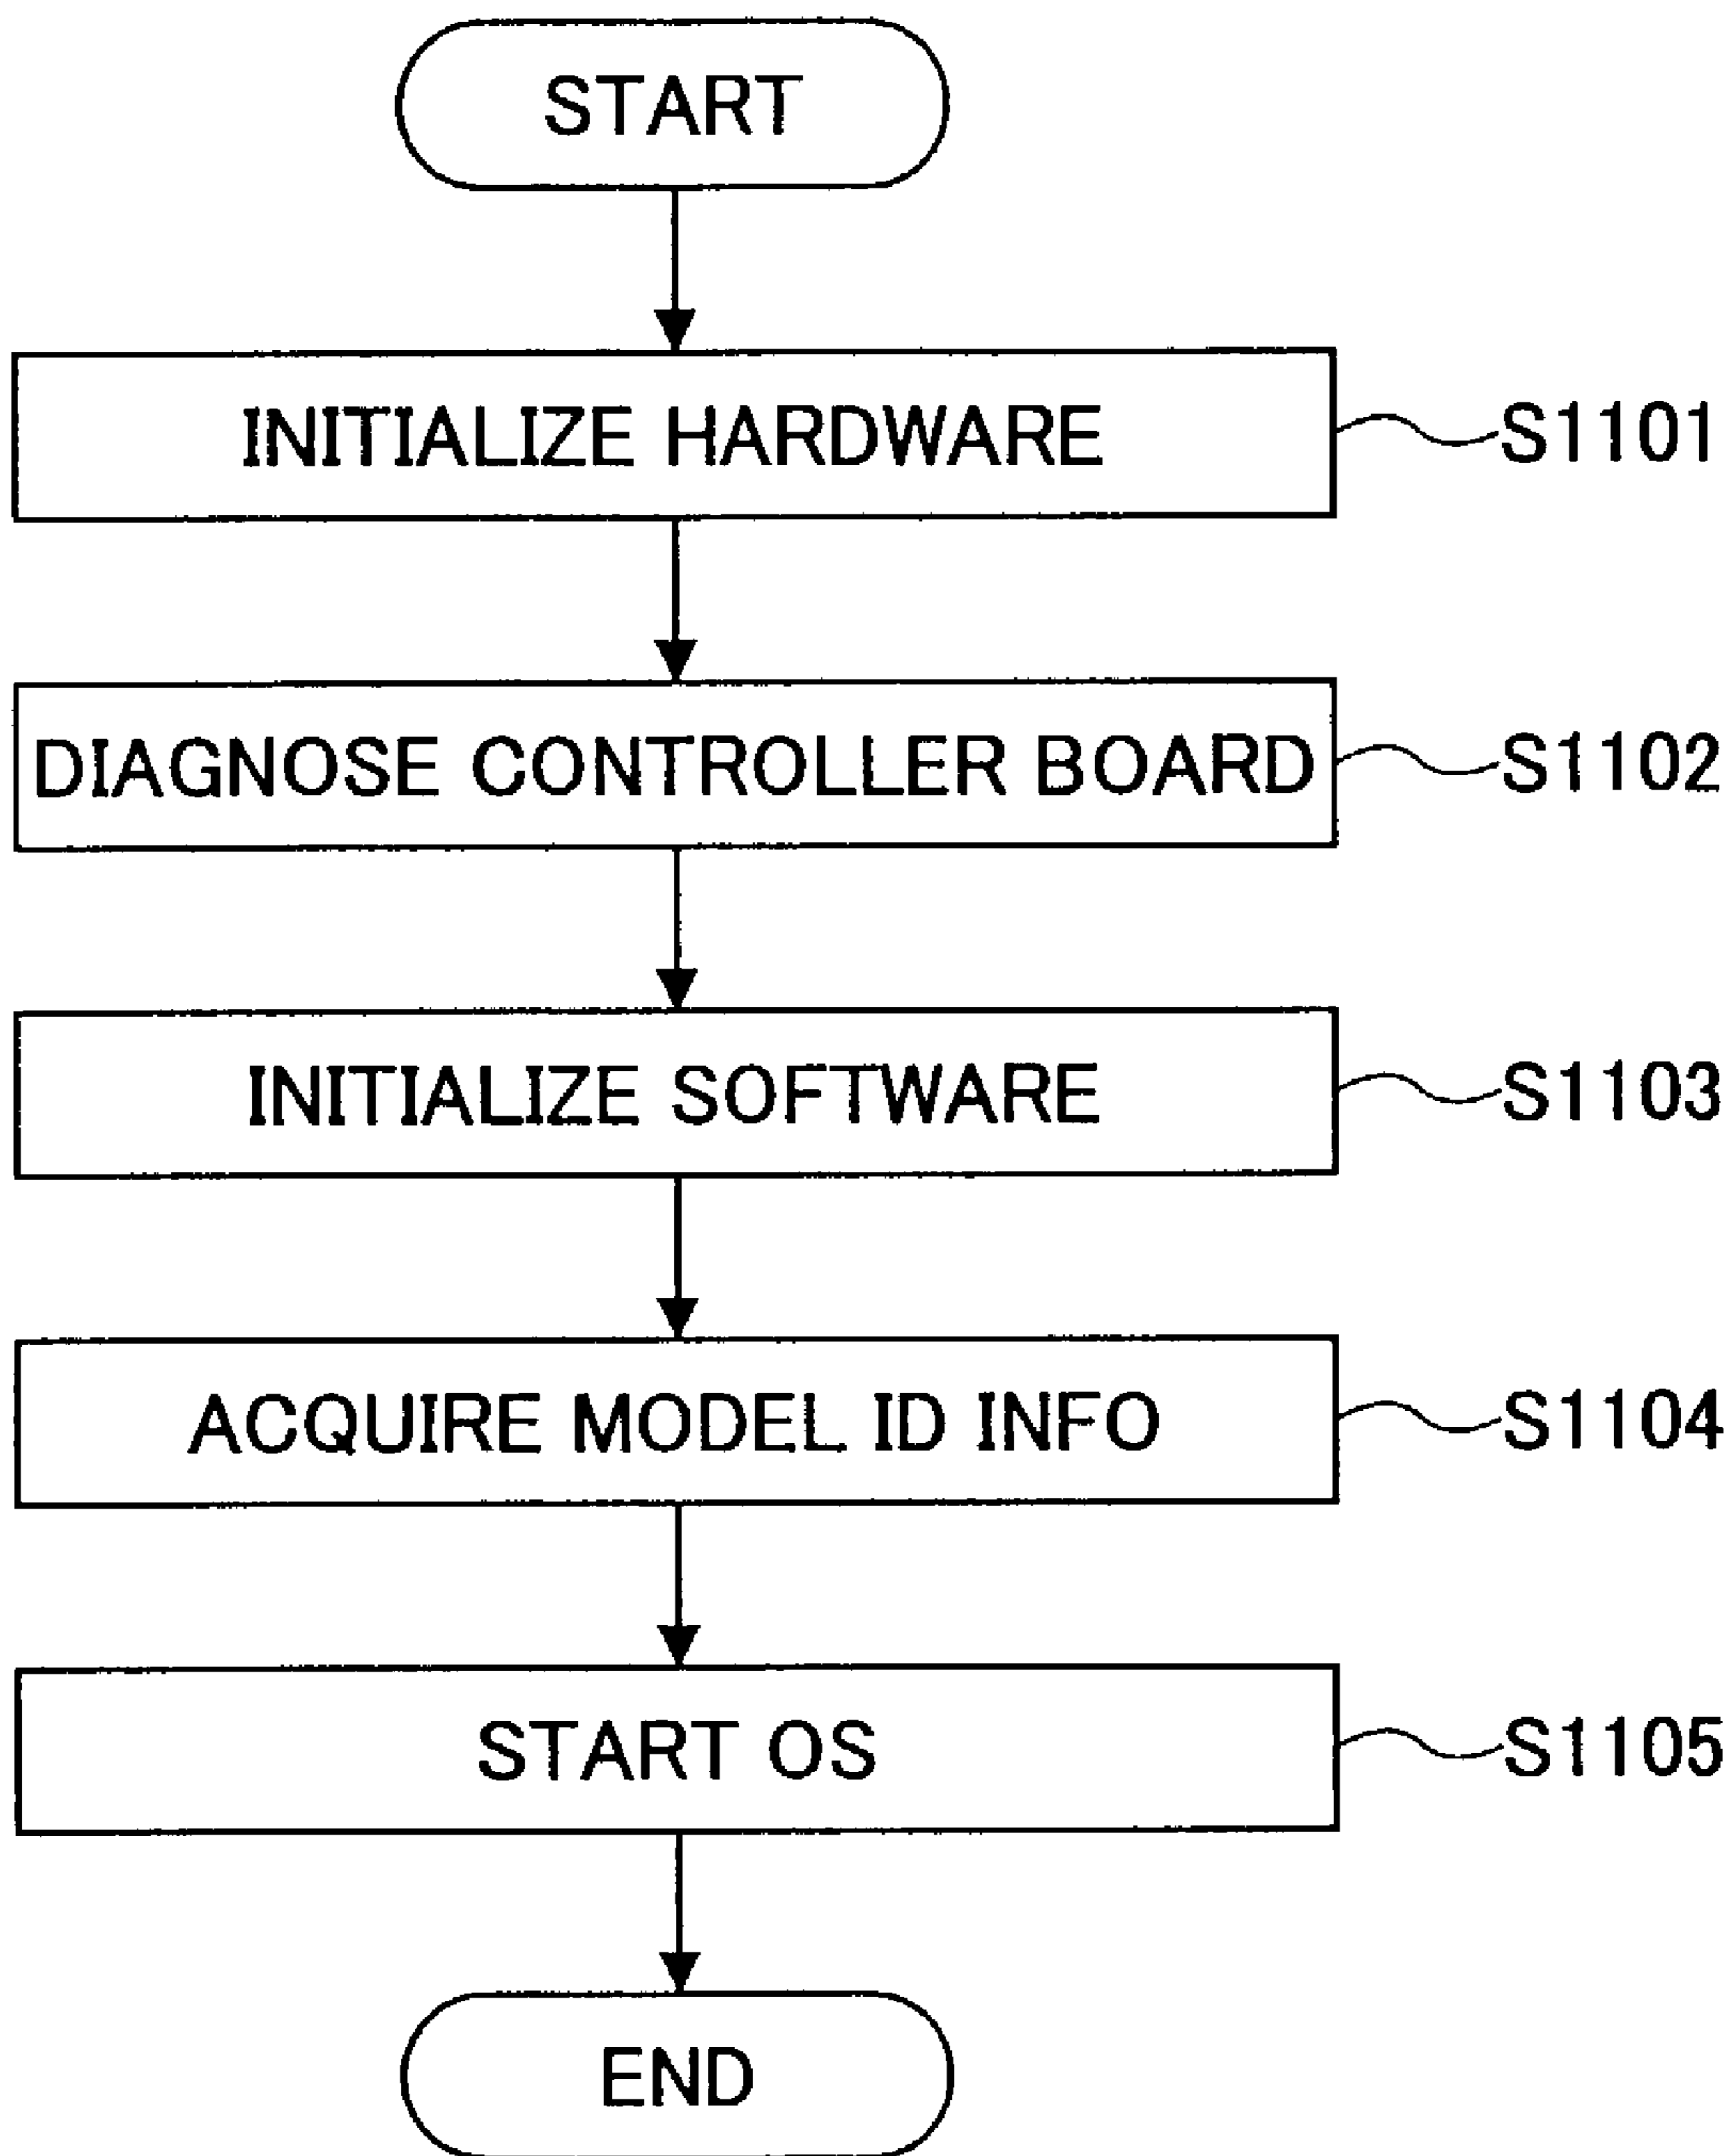 START
INITIALIZE HARDWARE S1101
DIAGNOSE CONTROLLER BOARD S1102
INITIALIZE SOFTWARE S1103
ACQUIRE MODEL ID INFO S1104
START OS S1105
END